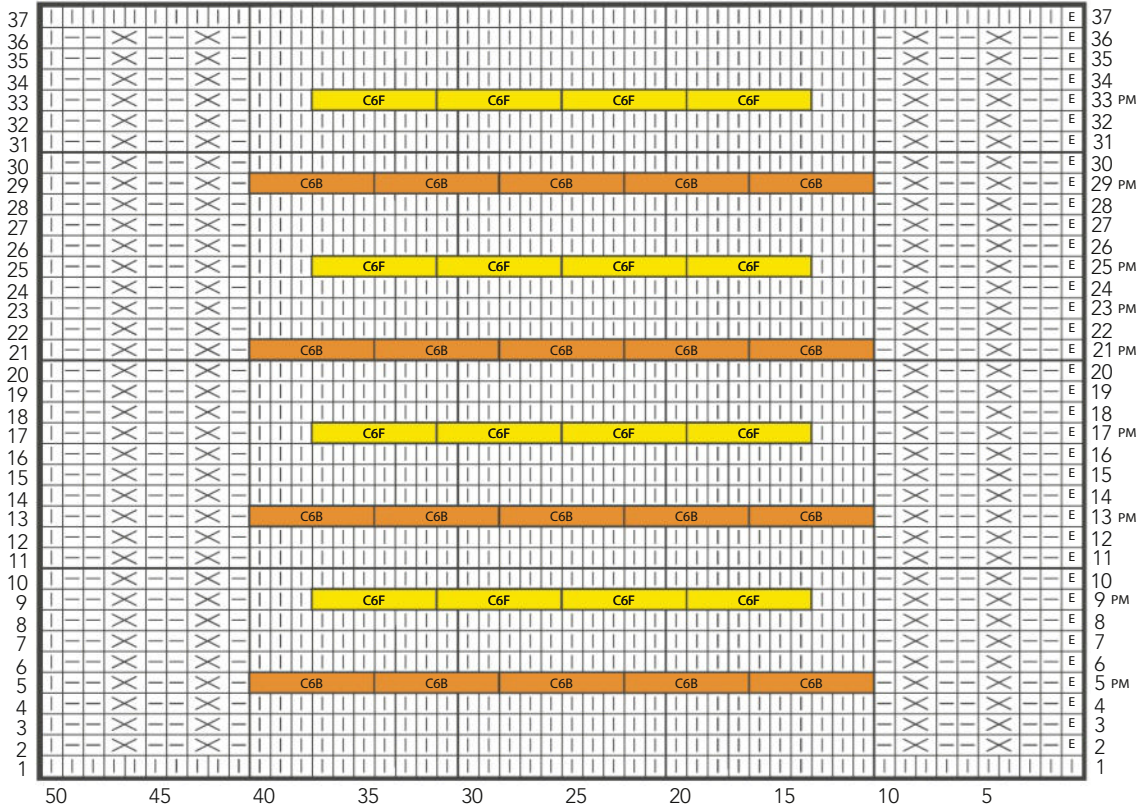 37 E 37
36 E 36
35 E 35
34 E 34
33 C6F C6F C6F C6F E 33 PM
32 E 32
31 E 31
30 E 30
29 C6B C6B C6B C6B C6B E 29 PM
28 E 28
27 E 27
26 E 26
25 C6F C6F C6F C6F E 25 PM
24 E 24
23 E 23 PM
22 E 22
21 C6B C6B C6B C6B C6B E 21 PM
20 E 20
19 E 19
18 E 18
17 C6F C6F C6F C6F E 17 PM
16 E 16
15 E 15
14 E 14
13 C6B C6B C6B C6B C6B E 13 PM
12 E 12
11 E 11
10 E 10
9 C6F C6F C6F C6F E 9 PM
8 E 8
7 E 7
6 E 6
5 C6B C6B C6B C6B C6B E 5 PM
4 E 4
3 E 3
2 E 2
1 1
50 45 40 35 30 25 20 15 10 5